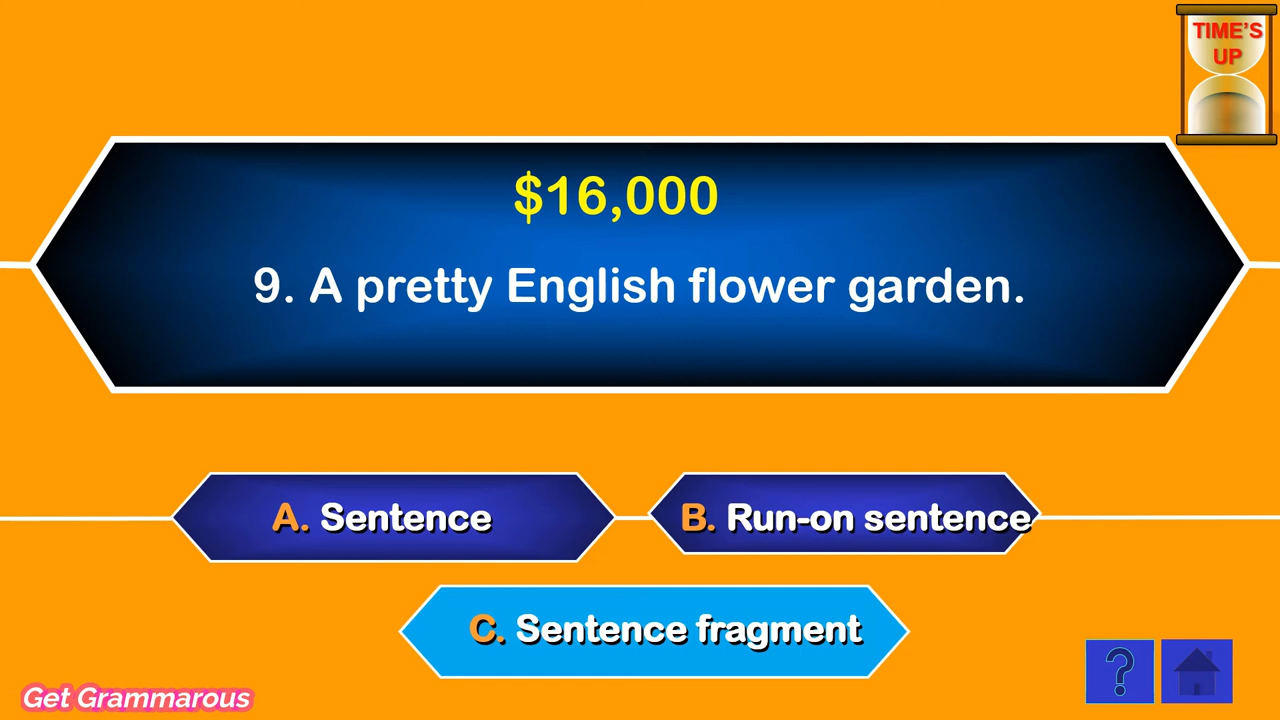 TIME'S
UP
$16,000
9. A pretty English flower garden.
A. Sentence
B. Run-on sentence
C. Sentence fragment
?
Get Grammarous